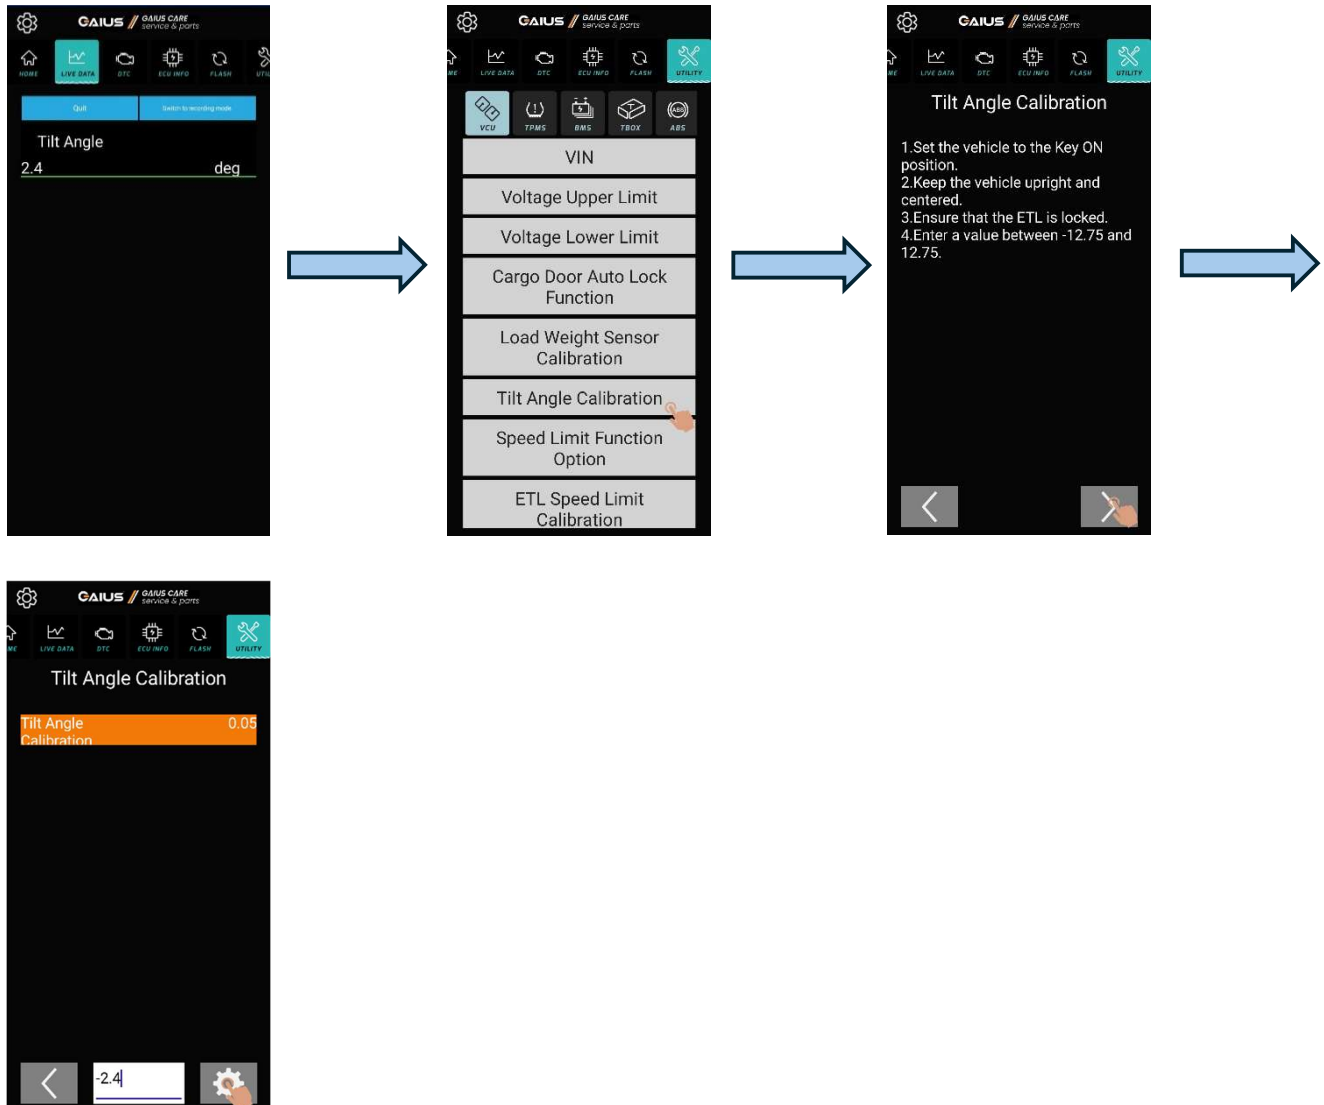 GAIUS // GAIUS CARE
service & parts
HOME LIVE DATA DTC ECU INFO FLASH UTIL
Quit Switch to recording mode
Tilt Angle
2.4 deg
GAIUS // GAIUS CARE
service & parts
ME LIVE DATA DTC ECU INFO FLASH UTILITY
VCU TPMS BMS TBOX ABS
VIN
Voltage Upper Limit
Voltage Lower Limit
Cargo Door Auto Lock
Function
Load Weight Sensor
Calibration
Tilt Angle Calibration
Speed Limit Function
Option
ETL Speed Limit
Calibration
GAIUS // GAIUS CARE
service & parts
ME LIVE DATA DTC ECU INFO FLASH UTILITY
Tilt Angle Calibration
1.Set the vehicle to the Key ON
position.
2.Keep the vehicle upright and
centered.
3.Ensure that the ETL is locked.
4.Enter a value between -12.75 and
12.75.
GAIUS // GAIUS CARE
service & parts
ME LIVE DATA DTC ECU INFO FLASH UTILITY
Tilt Angle Calibration
Tilt Angle 0.05
Calibration
-2.4